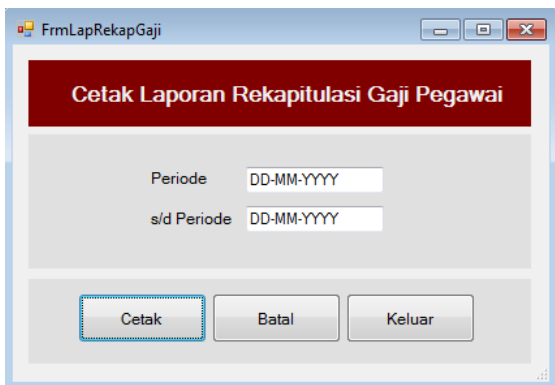 FrmLapRekapGaji
Cetak Laporan Rekapitulasi Gaji Pegawai
Periode DD-MM-YYYY
s/d Periode DD-MM-YYYY
Cetak Batal Keluar